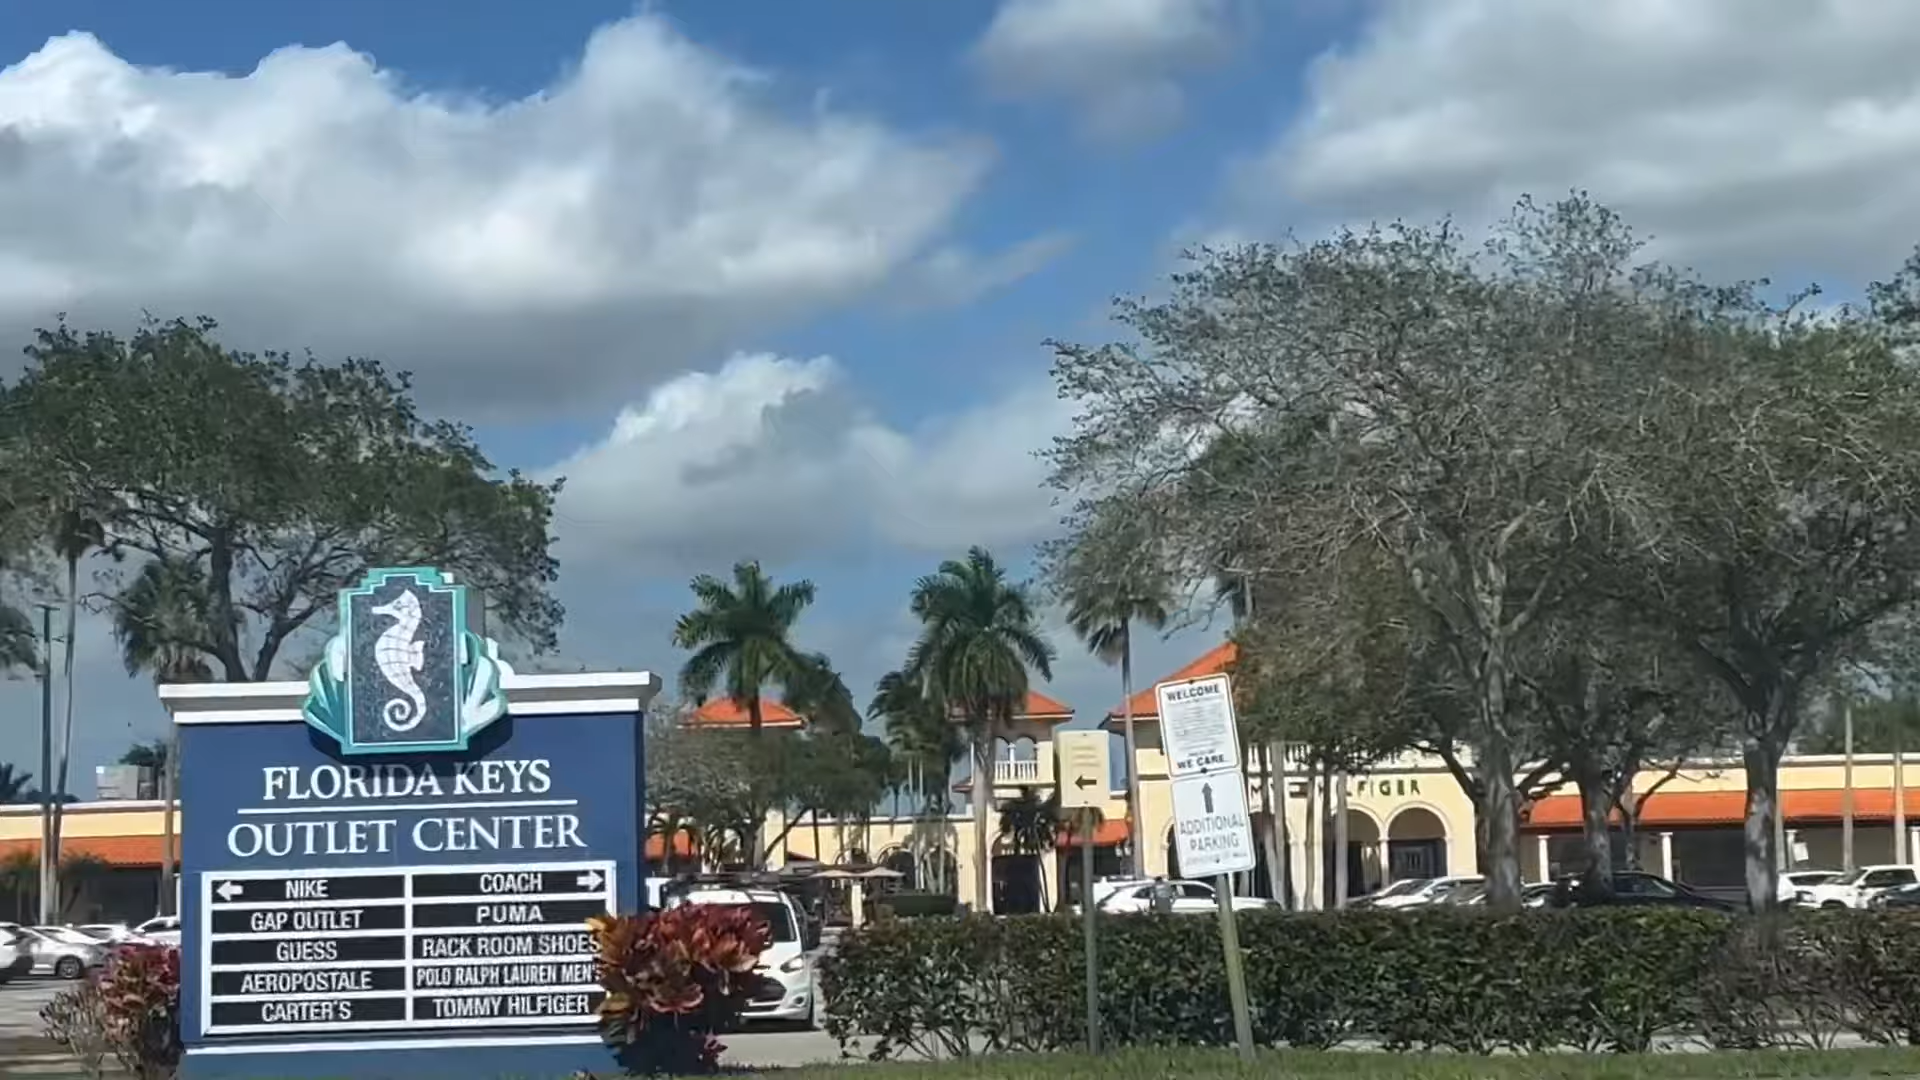 FLORIDA KEYS
OUTLET CENTER
NIKE
GAP OUTLET
GUESS
AEROPOSTALE
CARTER'S
COACH
PUMA
RACK ROOM SHOES
POLO RALPH LAUREN MEN'S
TOMMY HILFIGER
WELCOME
WE CARE
ADDITIONAL
PARKING
HILFIGER